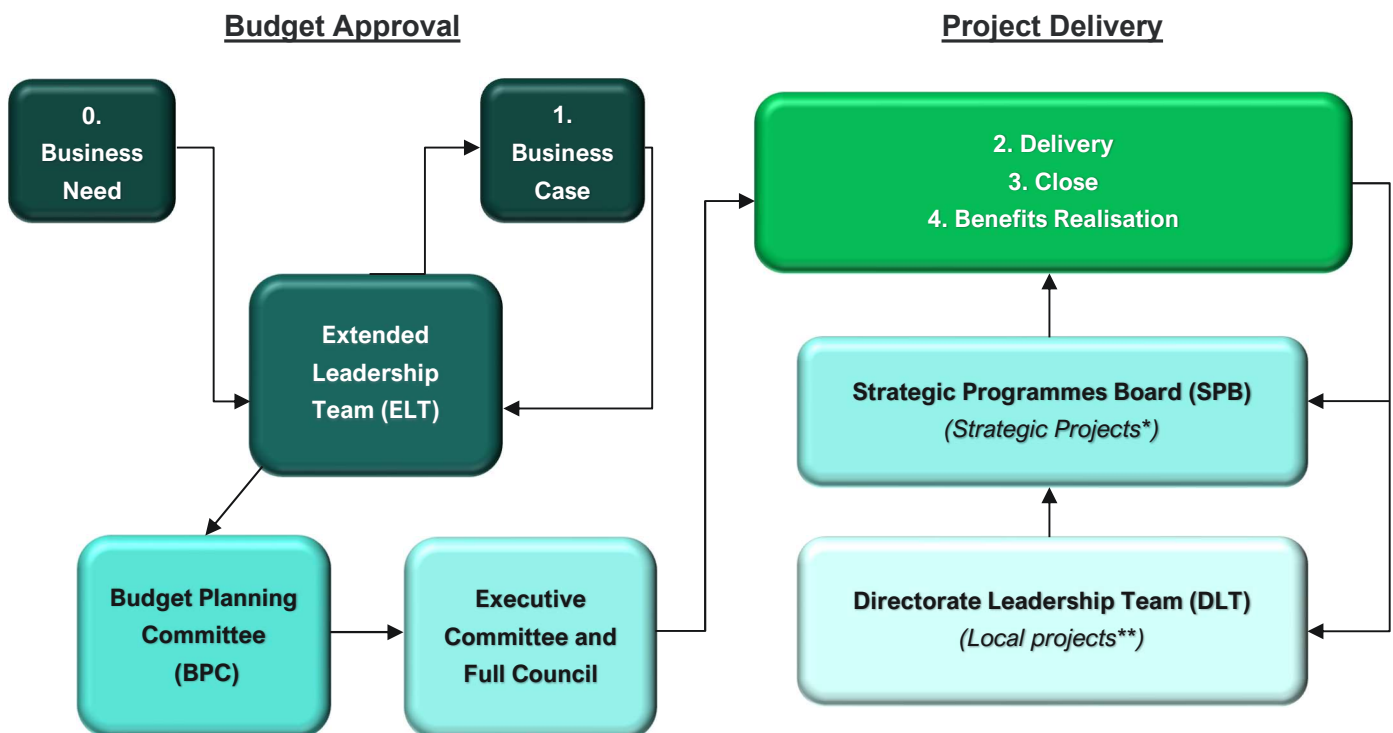 Budget Approval
Project Delivery
0.
Business
Need
1.
Business
Case
2. Delivery
3. Close
4. Benefits Realisation
Extended
Leadership
Team (ELT)
Strategic Programmes Board (SPB)
(Strategic Projects*)
Budget Planning
Committee
(BPC)
Executive
Committee and
Full Council
Directorate Leadership Team (DLT)
(Local projects**)